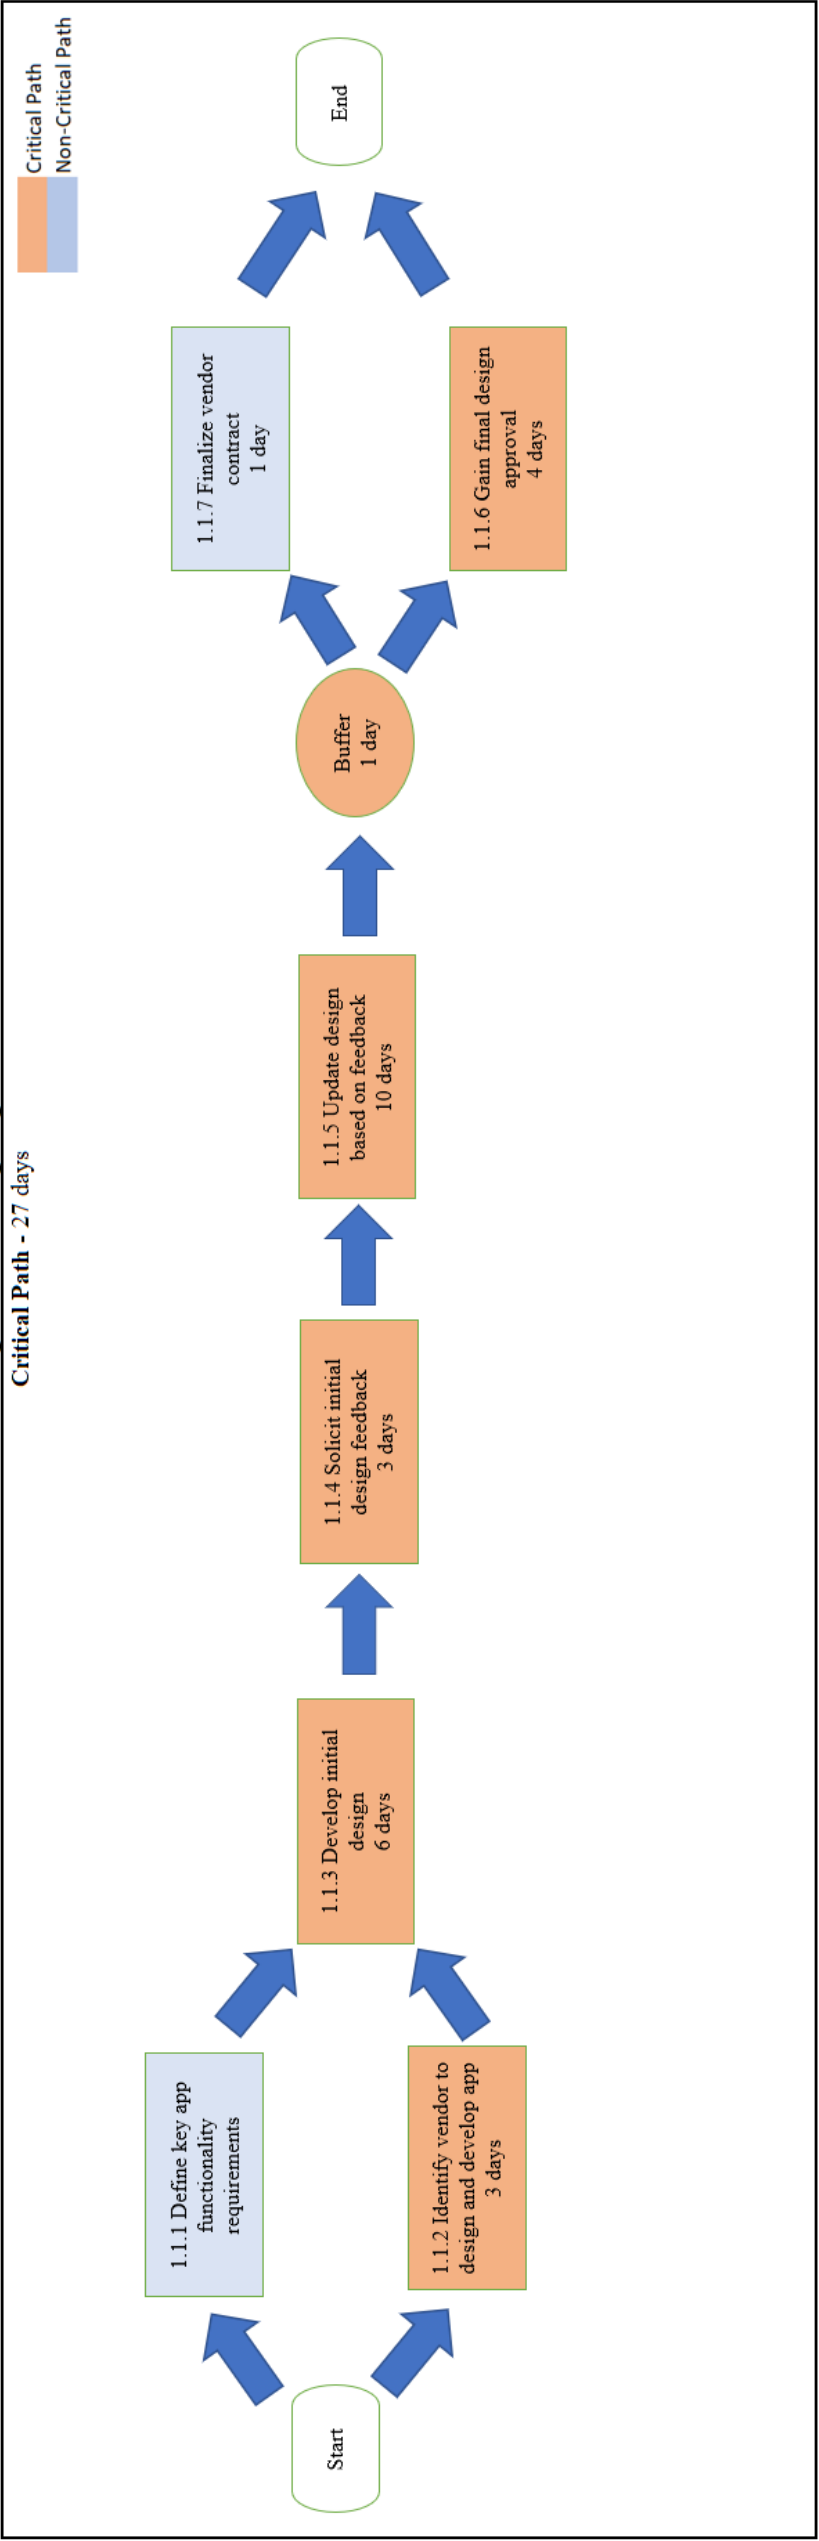 Critical Path - 27 days
Critical Path
Non-Critical Path
Start
1.1.1 Define key app
functionality
requirements
1.1.2 Identify vendor to
design and develop app
3 days
1.1.3 Develop initial
design
6 days
1.1.4 Solicit initial
design feedback
3 days
1.1.5 Update design
based on feedback
10 days
Buffer
1 day
1.1.7 Finalize vendor
contract
1 day
1.1.6 Gain final design
approval
4 days
End